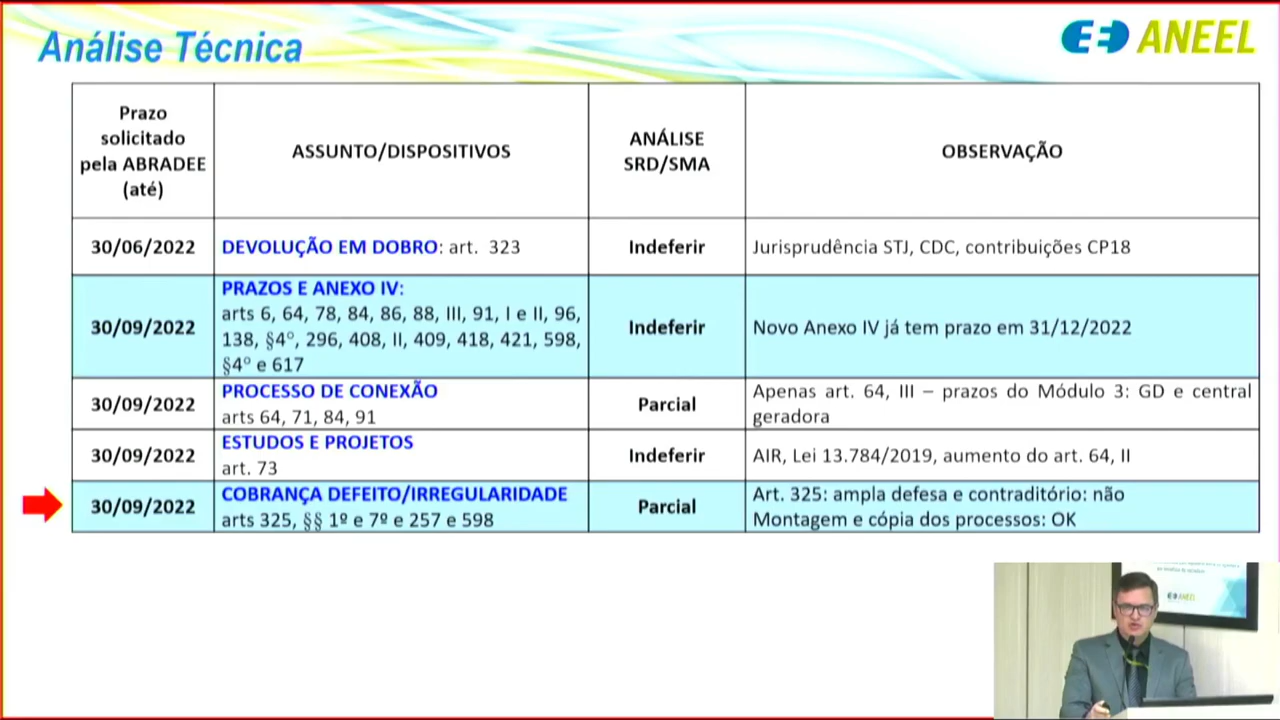 Análise Técnica
ANEEL
Prazo
solicitado
pela ABRADEE
(até)
ASSUNTO/DISPOSITIVOS
ANÁLISE
SRD/SMA
OBSERVAÇÃO
30/06/2022
DEVOLUÇÃO EM DOBRO: art. 323
Indeferir
Jurisprudência STJ, CDC, contribuições CP18
30/09/2022
PRAZOS E ANEXO IV:
arts 6, 64, 78, 84, 86, 88, III, 91, I e II, 96,
138, §4º, 296, 408, II, 409, 418, 421, 598,
§4º e 617
Indeferir
Novo Anexo IV já tem prazo em 31/12/2022
30/09/2022
PROCESSO DE CONEXÃO
arts 64, 71, 84, 91
Parcial
Apenas art. 64, III – prazos do Módulo 3: GD e central
geradora
30/09/2022
ESTUDOS E PROJETOS
art. 73
Indeferir
AIR, Lei 13.784/2019, aumento do art. 64, II
30/09/2022
COBRANÇA DEFEITO/IRREGULARIDADE
arts 325, §§ 1º e 7º e 257 e 598
Parcial
Art. 325: ampla defesa e contraditório: não
Montagem e cópia dos processos: OK
ANEEL